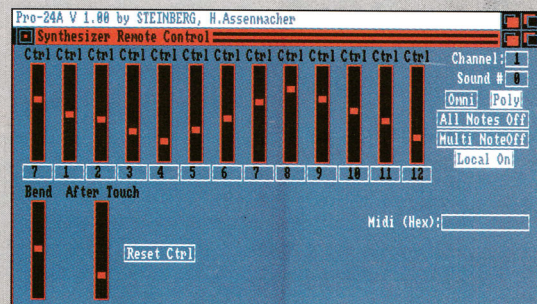 Pro-24A V 1.00 by STEINBERG, H.Assenmacher
Synthesizer Remote Control
Ctrl Ctrl Ctrl Ctrl Ctrl Ctrl Ctrl Ctrl Ctrl Ctrl Ctrl Ctrl Ctrl
Channel: 1
Sound # 0
Omni Poly
All Notes Off
Multi NoteOff
Local On
7 1 2 3 4 5 6 7 8 9 10 11 12
Bend After Touch
Midi (Hex):
Reset Ctrl